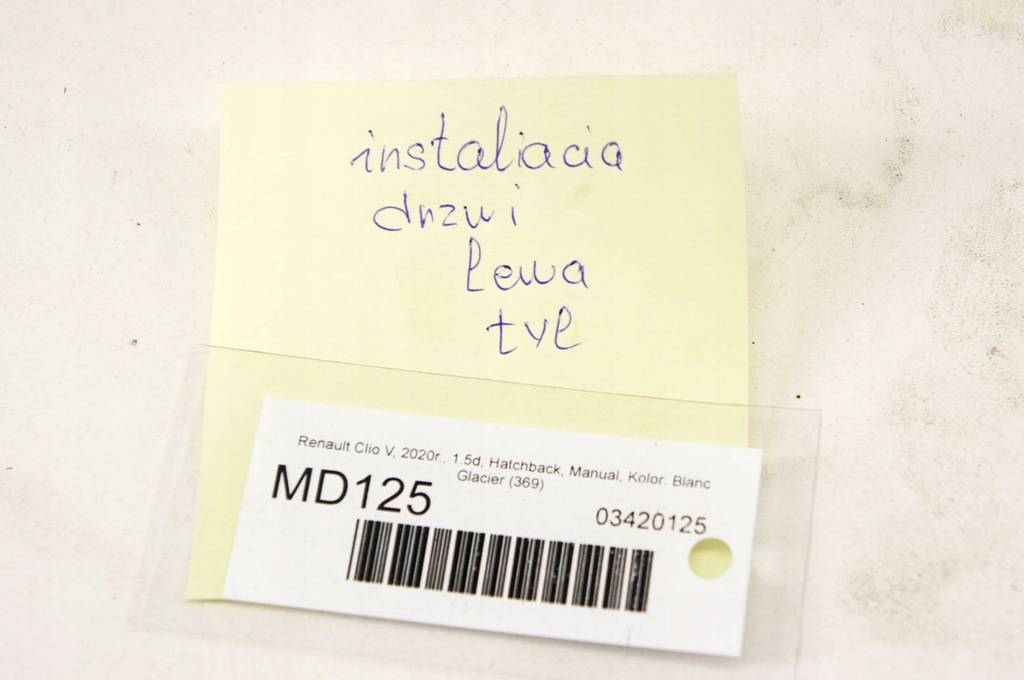 instaliacia
drzwi
lewa
tyl
Renault Clio V, 2020r., 1.5d, Hatchback, Manual, Kolor: Blanc
Glacier (369)
MD125
03420125